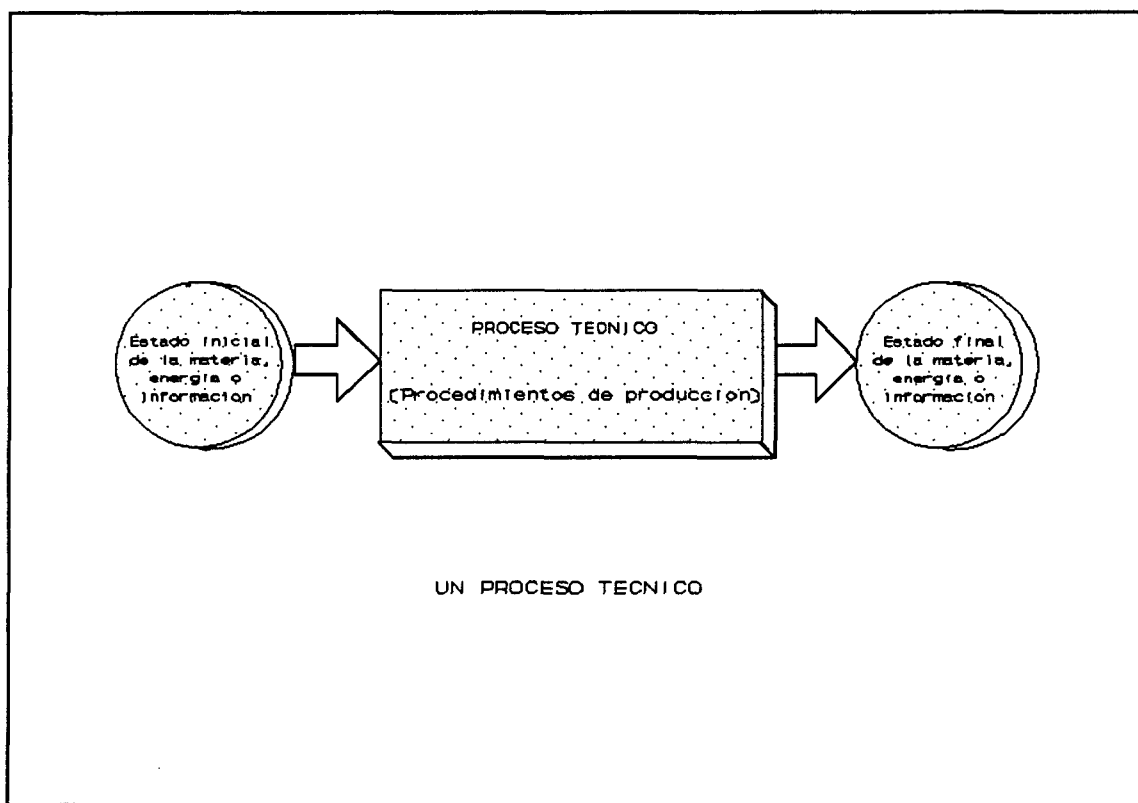 Estado inicial
de la materia,
energía o
información
PROCESO TECNICO
(Procedimientos de produccion)
Estado final
de la materia,
energía o
información
UN PROCESO TECNICO